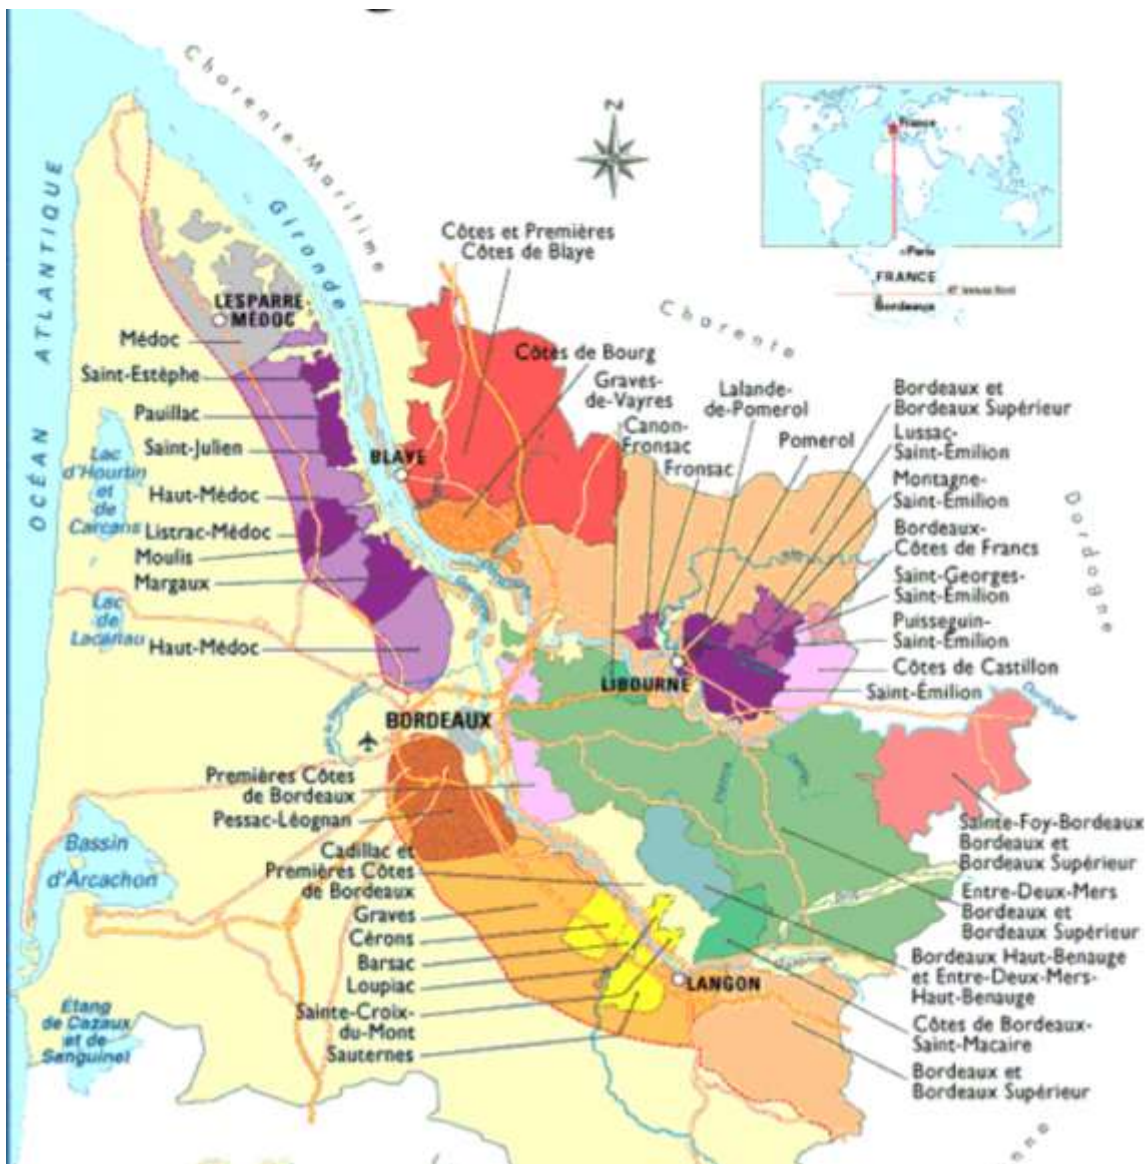 Charente-Maritime
OCÉAN ATLANTIQUE
Gironde
N
France
Paris
FRANCE
Bordeaux
Côtes et Premières
Côtes de Blaye
Charente
LESPARRE-
MÉDOC
Médoc
Saint-Estèphe
Pauillac
Saint-Julien
Haut-Médoc
Listrac-Médoc
Moulis
Margaux
Haut-Médoc
Lac
d'Hourtin
et
de
Carcans
Lac
de
Lacanau
BLAYE
Côtes de Bourg
Graves-
de-Vayres
Canon-
Fronsac
Fronsac
Lalande-
de-Pomerol
Pomerol
Bordeaux et
Bordeaux Supérieur
Lussac-
Saint-Émilion
Montagne-
Saint-Émilion
Bordeaux-
Côtes de Francs
Saint-Georges-
Saint-Émilion
Puisseguin-
Saint-Émilion
Côtes de Castillon
Saint-Émilion
Dordogne
LIBOURNE
Dordogne
BORDEAUX
Premières Côtes
de Bordeaux
Pessac-Léognan
Cadillac et
Premières Côtes
de Bordeaux
Graves
Cérons
Barsac
Loupiac
Sainte-Croix-
du-Mont
Sauternes
Bassin
d'Arcachon
Étang
de Cazaux
et de
Sanguinet
LANGON
Sainte-Foy-Bordeaux
Bordeaux et
Bordeaux Supérieur
Entre-Deux-Mers
Bordeaux et
Bordeaux Supérieur
Bordeaux Haut-Benauge
et Entre-Deux-Mers-
Haut-Benauge
Côtes de Bordeaux-
Saint-Macaire
Bordeaux et
Bordeaux Supérieur